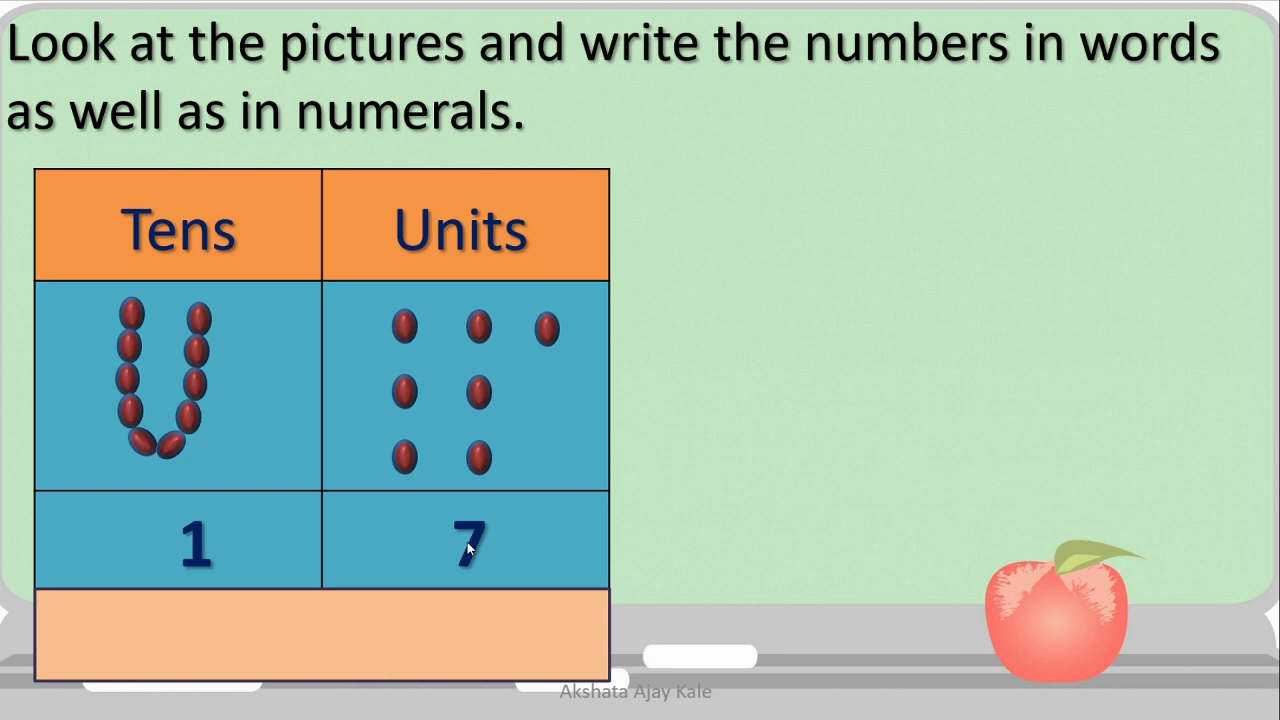 Look at the pictures and write the numbers in words
as well as in numerals.
Tens Units
1 7
Akshata Ajay Kale